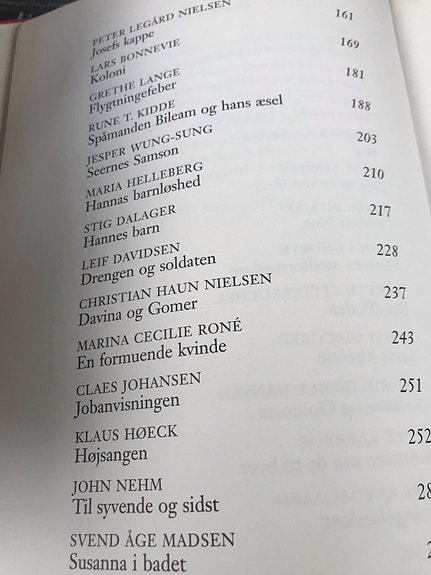 PETER LEGÅRD NIELSEN
Josefs kappe 161
LARS BONNEVIE
Koloni 169
GRETHE LANGE
Flygtningefeber 181
RUNE T. KIDDE
Spåmanden Bileam og hans æsel 188
JESPER WUNG-SUNG
Seernes Samson 203
MARIA HELLEBERG
Hannas barnløshed 210
STIG DALAGER
Hannes barn 217
LEIF DAVIDSEN
Drengen og soldaten 228
CHRISTIAN HAUN NIELSEN
Davina og Gomer 237
MARINA CECILIE RONÉ
En formuende kvinde 243
CLAES JOHANSEN
Jobanvisningen 251
KLAUS HØECK
Højsangen 252
JOHN NEHM
Til syvende og sidst
SVEND ÅGE MADSEN
Susanna i badet